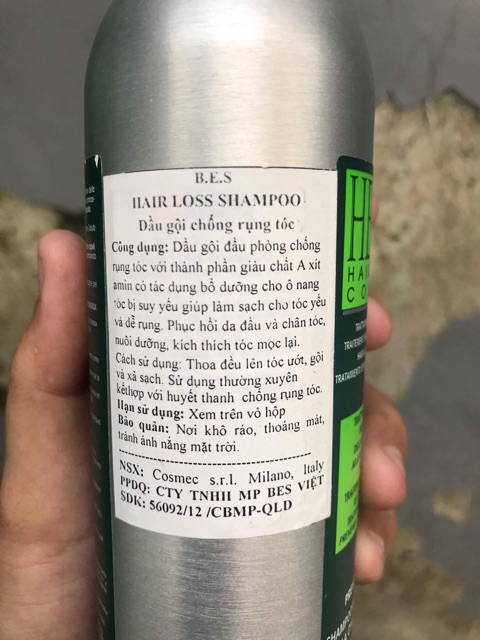 B.E.S
HAIR LOSS SHAMPOO
Dầu gội chống rụng tóc
Công dụng: Dầu gội đầu phòng chống
rụng tóc với thành phần giàu chất A xít
amin có tác dụng bồ dưỡng cho ô nang
tóc bị suy yếu giúp làm sạch cho tóc yếu
và dễ rụng. Phục hồi da đầu và chân tóc,
nuôi dưỡng, kích thích tóc mọc lại.
Cách sử dụng: Thoa đều lên tóc ướt, gội
và xả sạch. Sử dụng thường xuyên
kếthợp với huyết thanh chống rụng tóc.
Hạn sử dụng: Xem trên vỏ hộp
Bảo quản: Nơi khô ráo, thoáng mát,
tránh ánh nắng mặt trời.
NSX: Cosmec s.r.l. Milano, Italy
PPDQ: CTY TNHH MP BES VIỆT
SDK: 56092/12 /CBMP-QLD
HAI
CO